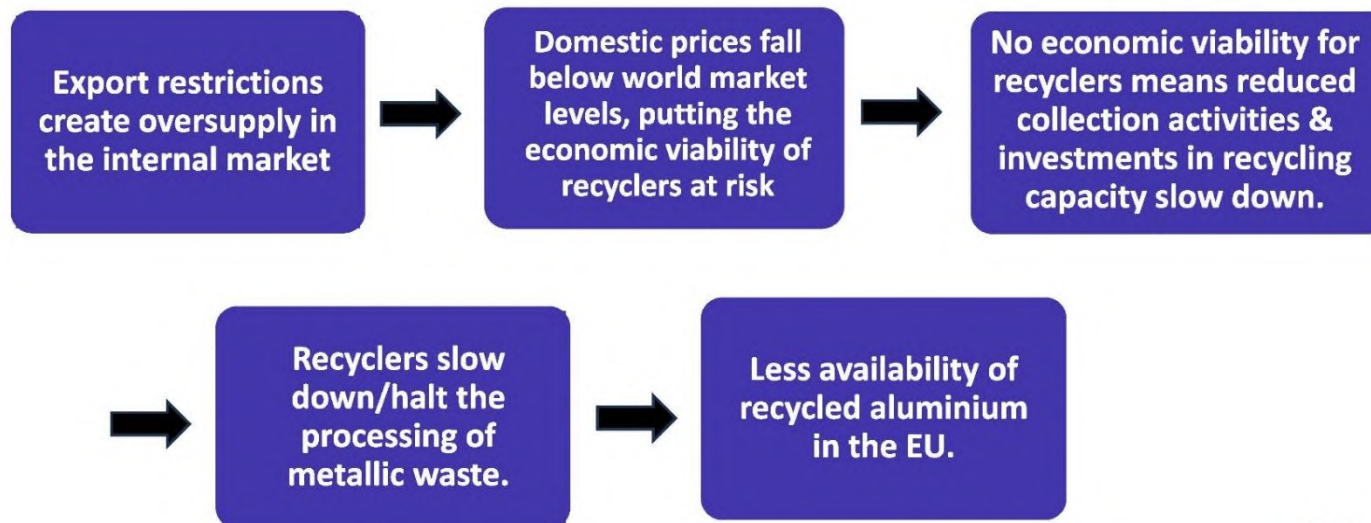 Export restrictions
create oversupply in
the internal market
Domestic prices fall
below world market
levels, putting the
economic viability of
recyclers at risk
No economic viability for
recyclers means reduced
collection activities &
investments in recycling
capacity slow down.
Recyclers slow
down/halt the
processing of
metallic waste.
Less availability of
recycled aluminium
in the EU.